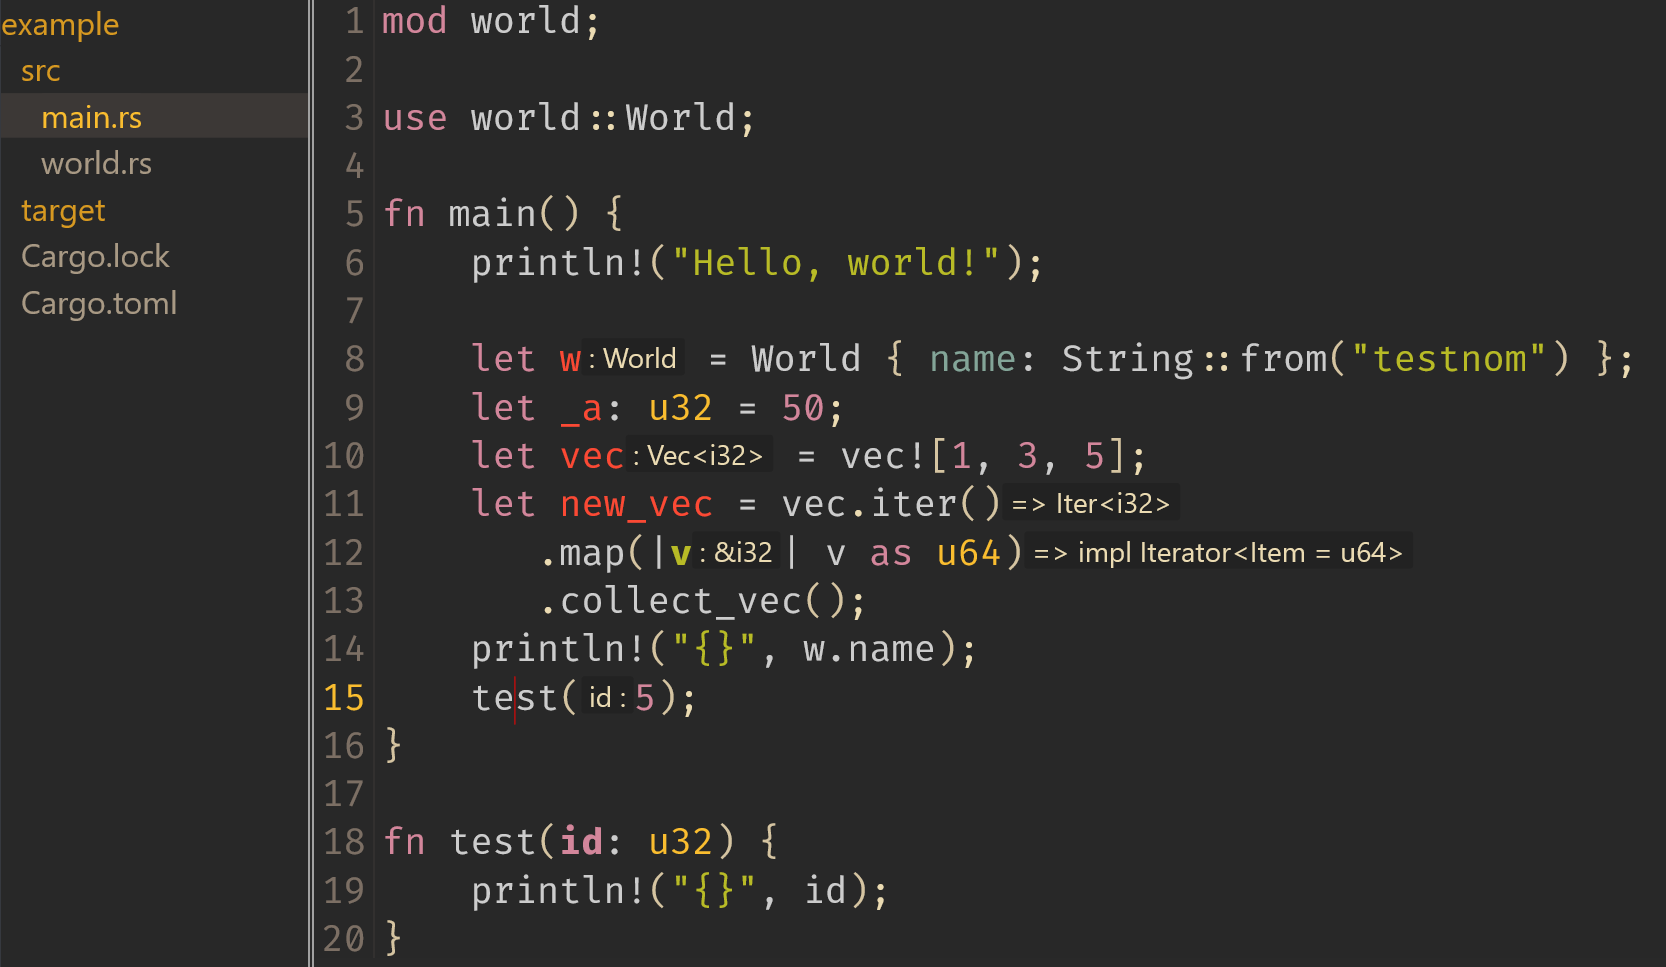 example
src
main.rs
world.rs
target
Cargo.lock
Cargo.toml
1 mod world;
2
3 use world::World;
4
5 fn main() {
6     println!("Hello, world!");
7
8     let w: World = World { name: String::from("testnom") };
9     let _a: u32 = 50;
10     let vec: Vec<i32> = vec![1, 3, 5];
11     let new_vec = vec.iter() => Iter<i32>
12        .map(|v: &i32| v as u64) => impl Iterator<Item = u64>
13        .collect_vec();
14     println!("{}", w.name);
15     test(id: 5);
16 }
17
18 fn test(id: u32) {
19     println!("{}", id);
20 }